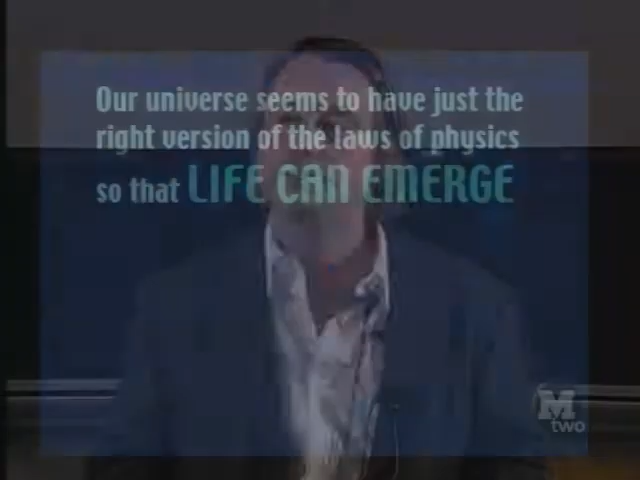 Our universe seems to have just the
right version of the laws of physics
so that LIFE CAN EMERGE
M
two